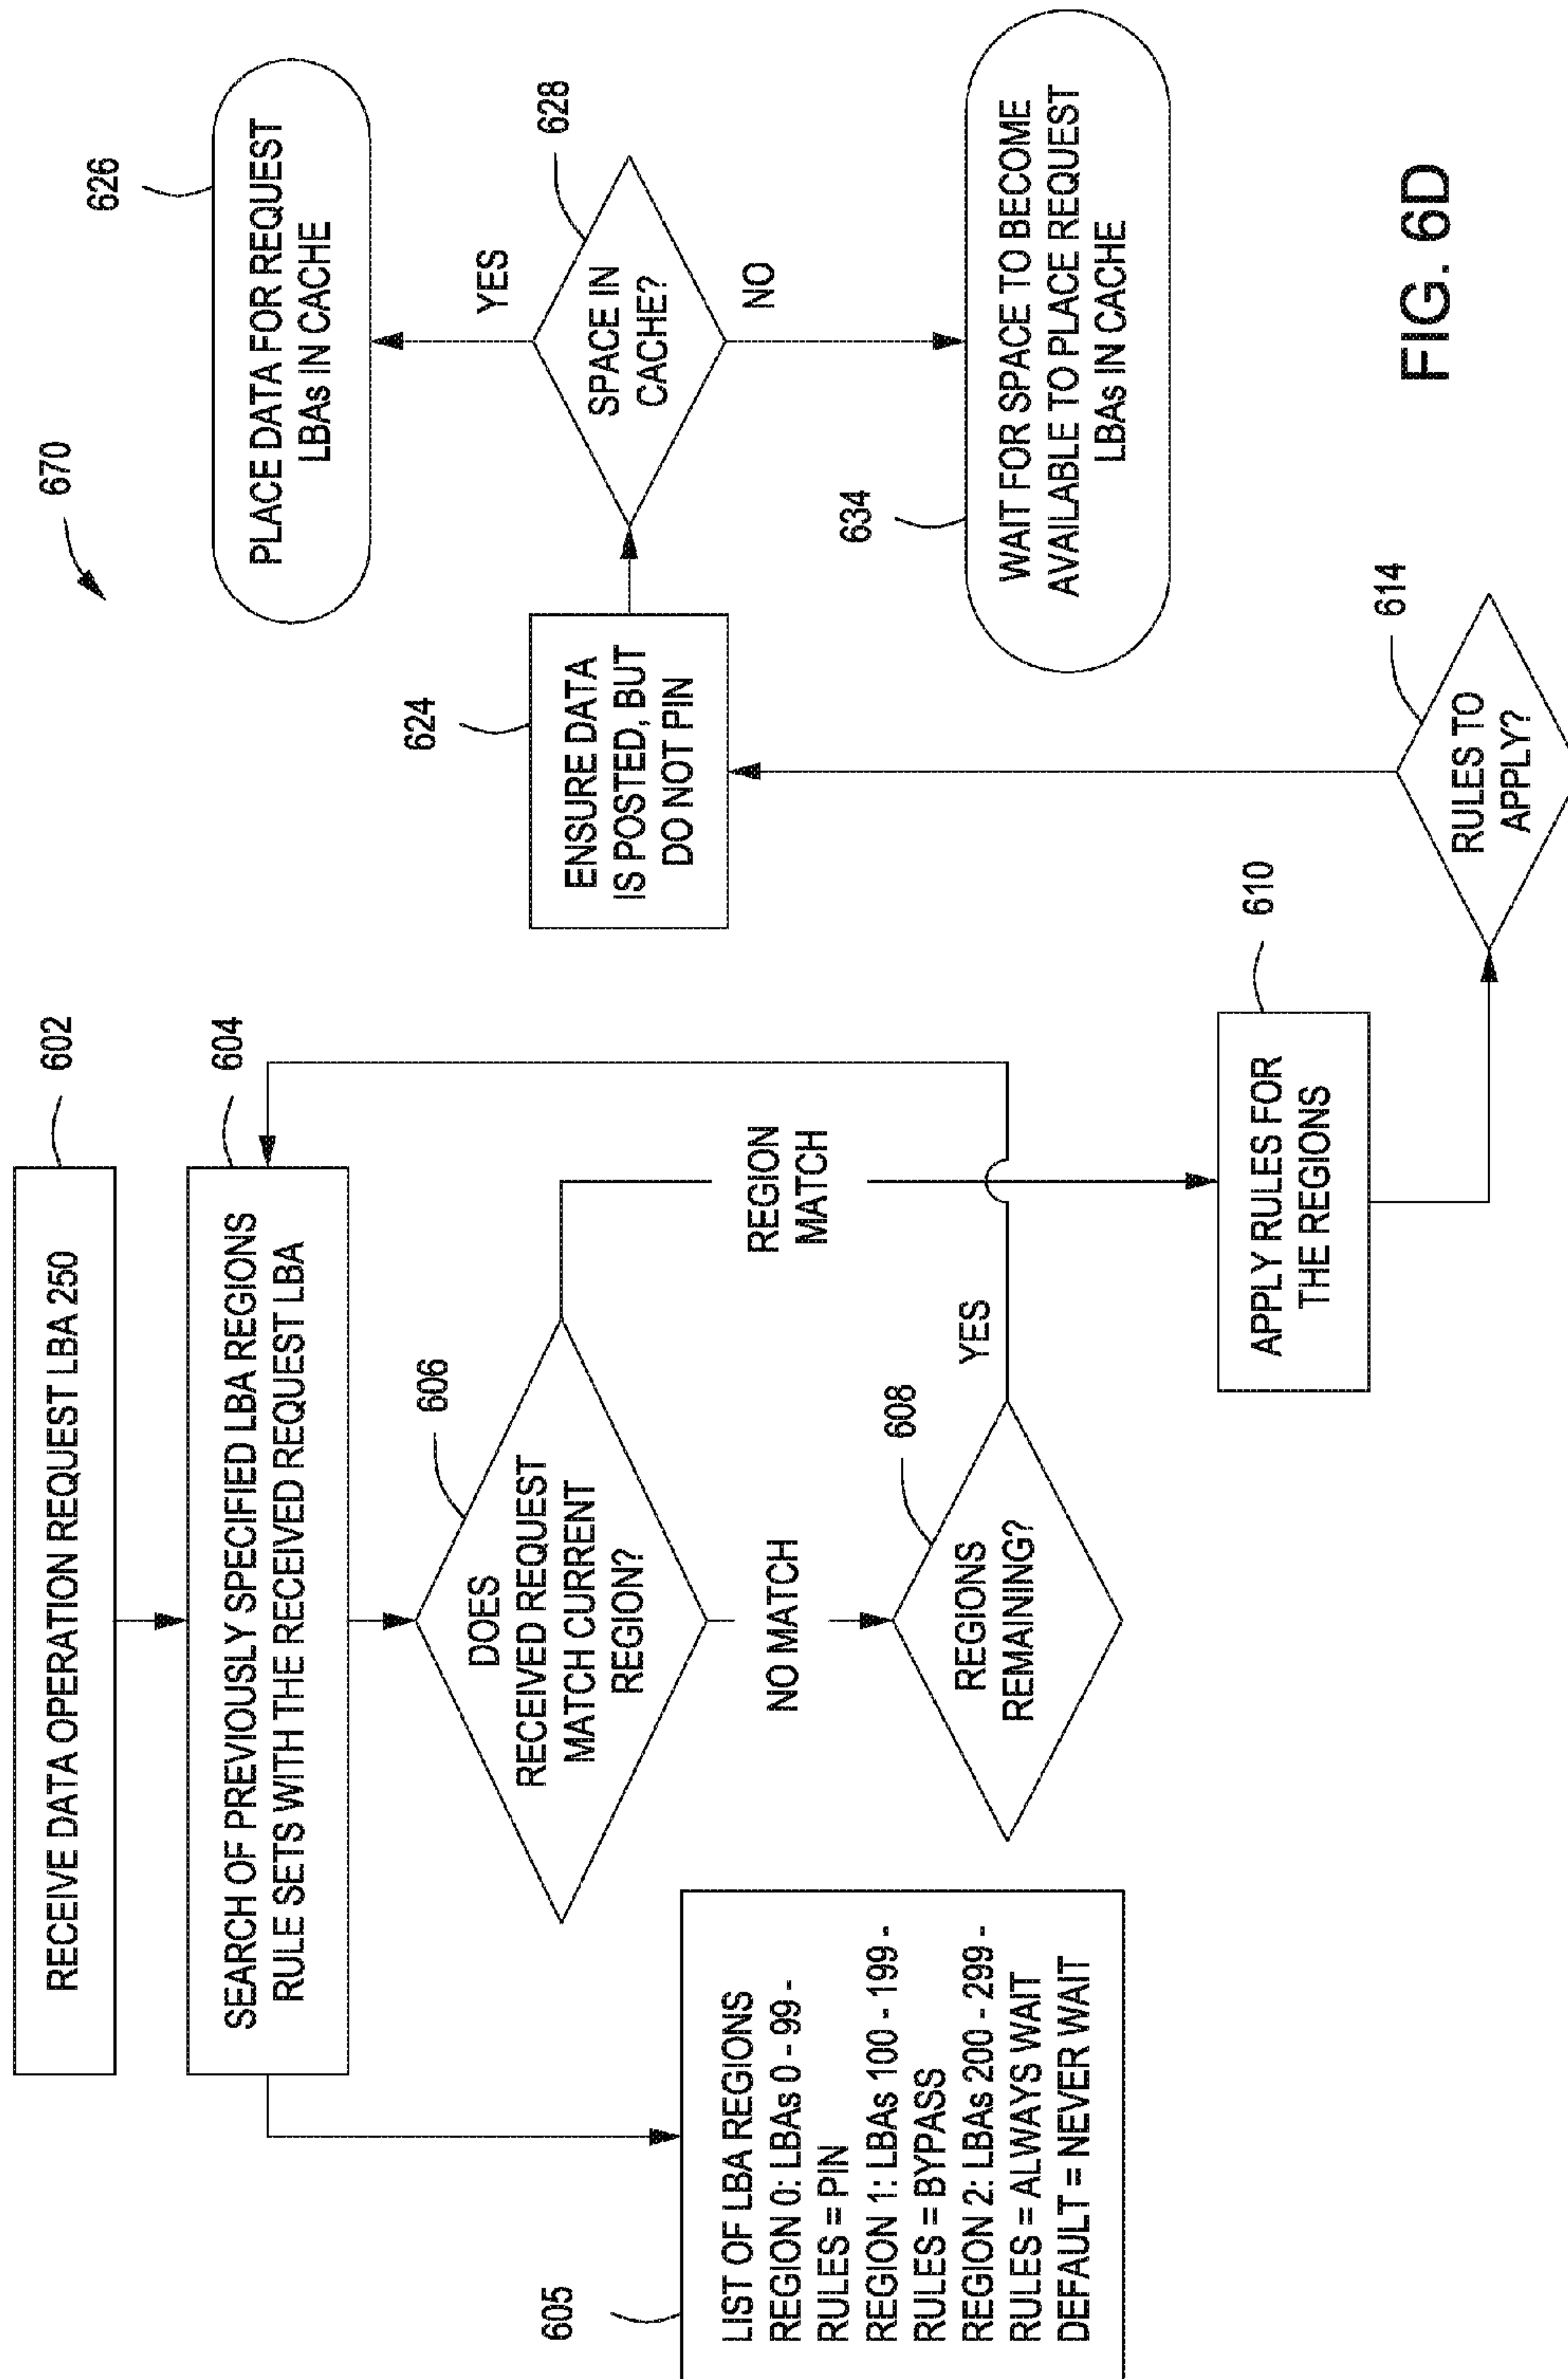 670
RECEIVE DATA OPERATION REQUEST LBA 250
602
SEARCH OF PREVIOUSLY SPECIFIED LBA REGIONS
RULE SETS WITH THE RECEIVED REQUEST LBA
604
605
LIST OF LBA REGIONS
REGION 0: LBAs 0 - 99 -
RULES = PIN
REGION 1: LBAs 100 - 199 -
RULES = BYPASS
REGION 2: LBAs 200 - 299 -
RULES = ALWAYS WAIT
DEFAULT = NEVER WAIT
606
DOES
RECEIVED REQUEST
MATCH CURRENT
REGION?
NO MATCH
REGION
MATCH
608
REGIONS
REMAINING?
YES
610
APPLY RULES FOR
THE REGIONS
614
RULES TO
APPLY?
624
ENSURE DATA
IS POSTED, BUT
DO NOT PIN
628
SPACE IN
CACHE?
YES
626
PLACE DATA FOR REQUEST
LBAs IN CACHE
NO
634
WAIT FOR SPACE TO BECOME
AVAILABLE TO PLACE REQUEST
LBAs IN CACHE
FIG. 6D